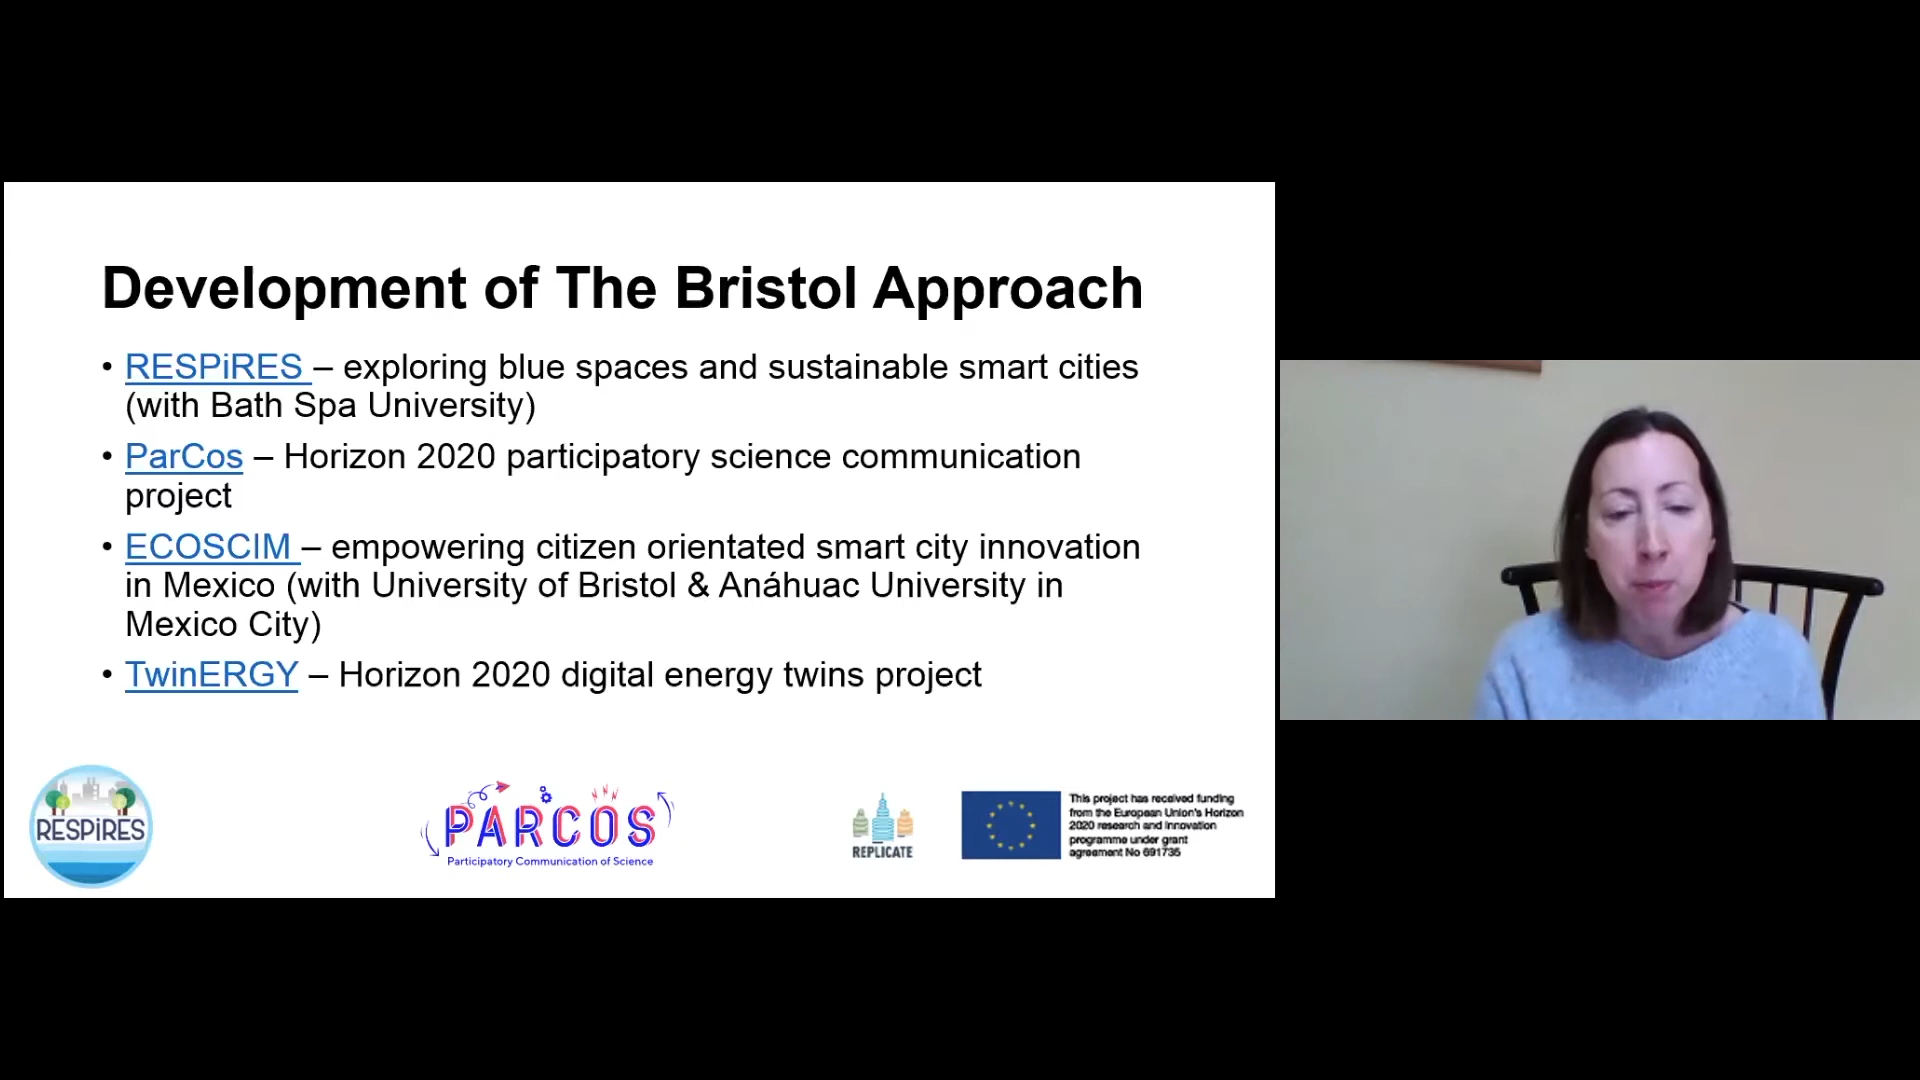 Development of The Bristol Approach
• RESPiRES – exploring blue spaces and sustainable smart cities
(with Bath Spa University)
• ParCos – Horizon 2020 participatory science communication
project
• ECOSCIM – empowering citizen orientated smart city innovation
in Mexico (with University of Bristol & Anáhuac University in
Mexico City)
• TwinERGY – Horizon 2020 digital energy twins project
RESPiRES
PARCOS
Participatory Communication of Science
REPLICATE
This project has received funding
from the European Union's Horizon
2020 research and innovation
programme under grant
agreement No 691735